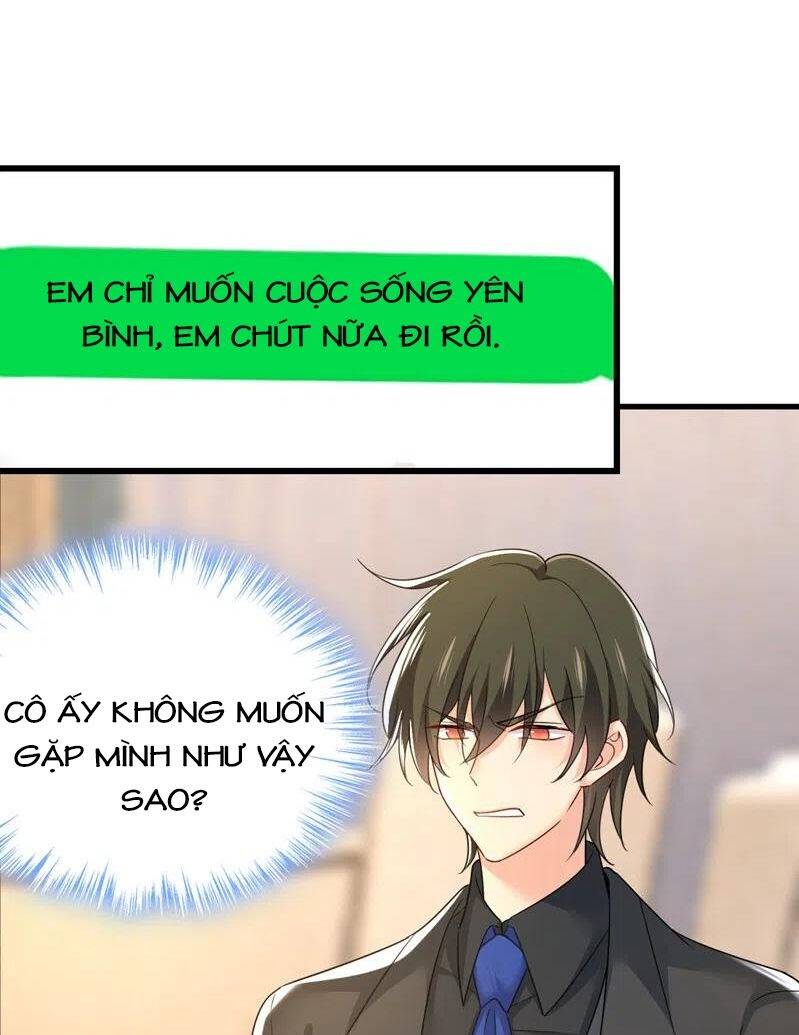 EM CHỈ MUỐN CUỘC SỐNG YÊN
BÌNH, EM CHÚT NỮA ĐI RỒI.
CÔ ẤY KHÔNG MUỐN
GẶP MÌNH NHƯ VẬY
SAO?